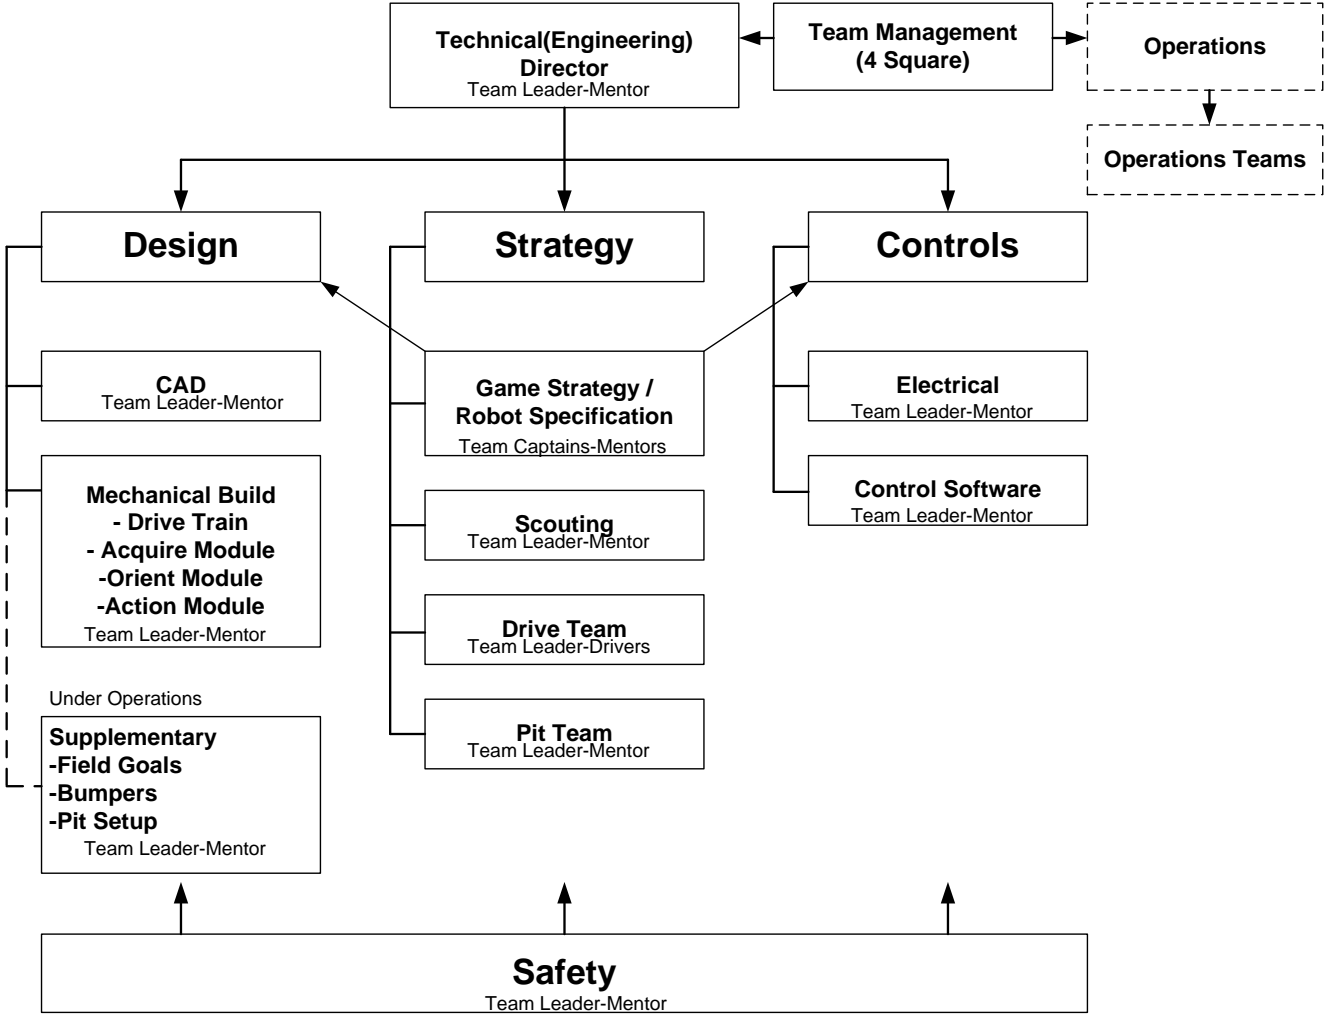 Technical(Engineering)
Director
Team Leader-Mentor
Team Management
(4 Square)
Operations
Operations Teams
Design
Strategy
Controls
CAD
Team Leader-Mentor
Mechanical Build
- Drive Train
- Acquire Module
-Orient Module
-Action Module
Team Leader-Mentor
Under Operations
Supplementary
-Field Goals
-Bumpers
-Pit Setup
Team Leader-Mentor
Game Strategy /
Robot Specification
Team Captains-Mentors
Scouting
Team Leader-Mentor
Drive Team
Team Leader-Drivers
Pit Team
Team Leader-Mentor
Electrical
Team Leader-Mentor
Control Software
Team Leader-Mentor
Safety
Team Leader-Mentor